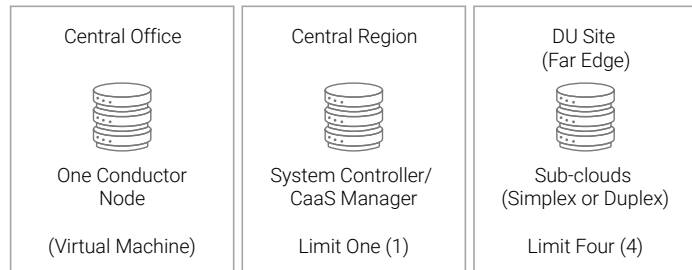 Central Office
One Conductor
Node
(Virtual Machine)
Central Region
System Controller/
CaaS Manager
Limit One (1)
DU Site
(Far Edge)
Sub-clouds
(Simplex or Duplex)
Limit Four (4)